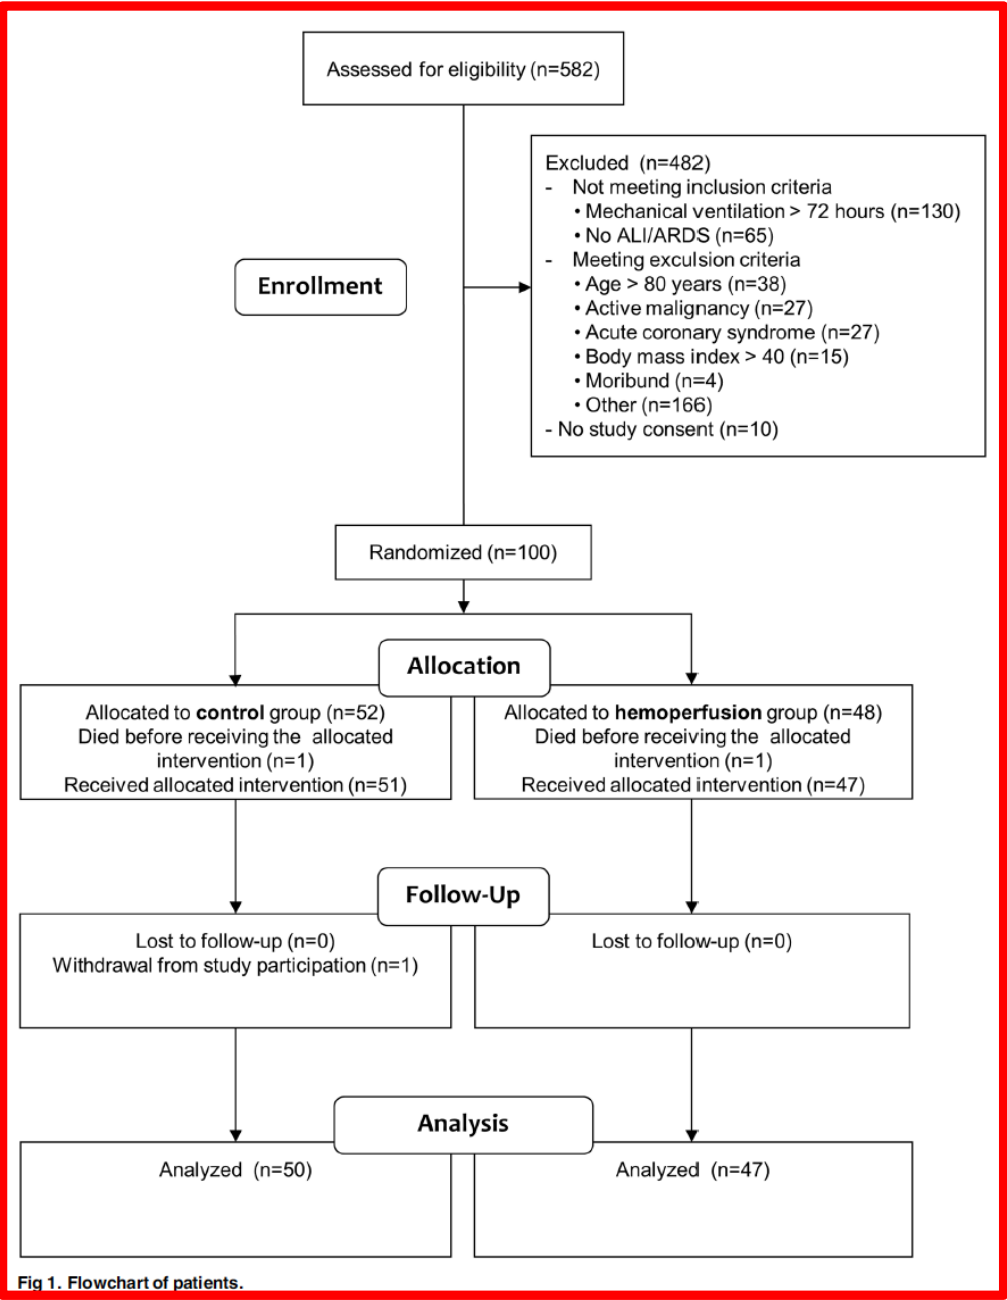 Assessed for eligibility (n=582)
Excluded (n=482)
- Not meeting inclusion criteria
• Mechanical ventilation > 72 hours (n=130)
• No ALI/ARDS (n=65)
- Meeting exculsion criteria
• Age > 80 years (n=38)
• Active malignancy (n=27)
• Acute coronary syndrome (n=27)
• Body mass index > 40 (n=15)
• Moribund (n=4)
• Other (n=166)
- No study consent (n=10)
Enrollment
Randomized (n=100)
Allocation
Allocated to control group (n=52)
Died before receiving the allocated
intervention (n=1)
Received allocated intervention (n=51)
Allocated to hemoperfusion group (n=48)
Died before receiving the allocated
intervention (n=1)
Received allocated intervention (n=47)
Follow-Up
Lost to follow-up (n=0)
Withdrawal from study participation (n=1)
Lost to follow-up (n=0)
Analysis
Analyzed (n=50)
Analyzed (n=47)
Fig 1. Flowchart of patients.